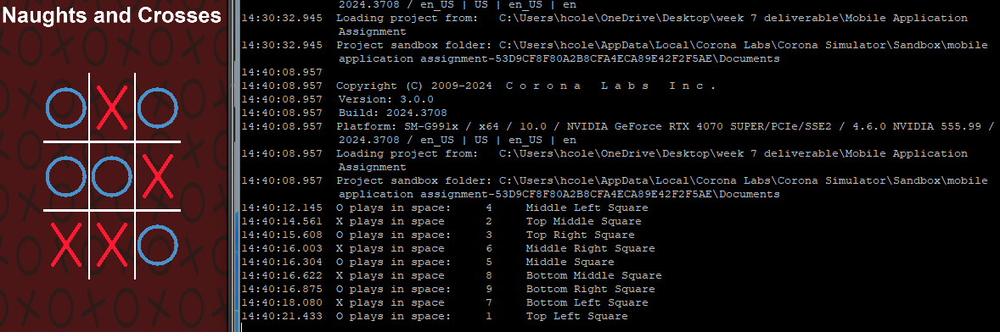 Naughts and Crosses
2024.3708 / en_US | US | en_US | en
14:30:32.945 Loading project from: C:\Users\hcole\OneDrive\Desktop\week 7 deliverable\Mobile Application
Assignment
14:30:32.945 Project sandbox folder: C:\Users\hcole\AppData\Local\Corona Labs\Corona Simulator\Sandbox\mobile
application assignment-53D9CF8F80A2B8CFA4ECA89E42F2F5AE\Documents
14:40:08.957
14:40:08.957 Copyright (C) 2009-2024 C o r o n a L a b s I n c .
14:40:08.957 Version: 3.0.0
14:40:08.957 Build: 2024.3708
14:40:08.957 Platform: SM-G991x / x64 / 10.0 / NVIDIA GeForce RTX 4070 SUPER/PCIe/SSE2 / 4.6.0 NVIDIA 555.99 /
2024.3708 / en_US | US | en_US | en
14:40:08.957 Loading project from: C:\Users\hcole\OneDrive\Desktop\week 7 deliverable\Mobile Application
Assignment
14:40:08.957 Project sandbox folder: C:\Users\hcole\AppData\Local\Corona Labs\Corona Simulator\Sandbox\mobile
application assignment-53D9CF8F80A2B8CFA4ECA89E42F2F5AE\Documents
14:40:12.145 O plays in space: 4 Middle Left Square
14:40:14.561 X plays in space 2 Top Middle Square
14:40:15.608 O plays in space: 3 Top Right Square
14:40:16.003 X plays in space 6 Middle Right Square
14:40:16.304 O plays in space: 5 Middle Square
14:40:16.622 X plays in space 8 Bottom Middle Square
14:40:16.875 O plays in space: 9 Bottom Right Square
14:40:18.080 X plays in space 7 Bottom Left Square
14:40:21.433 O plays in space: 1 Top Left Square
O X O
O O X
X X O